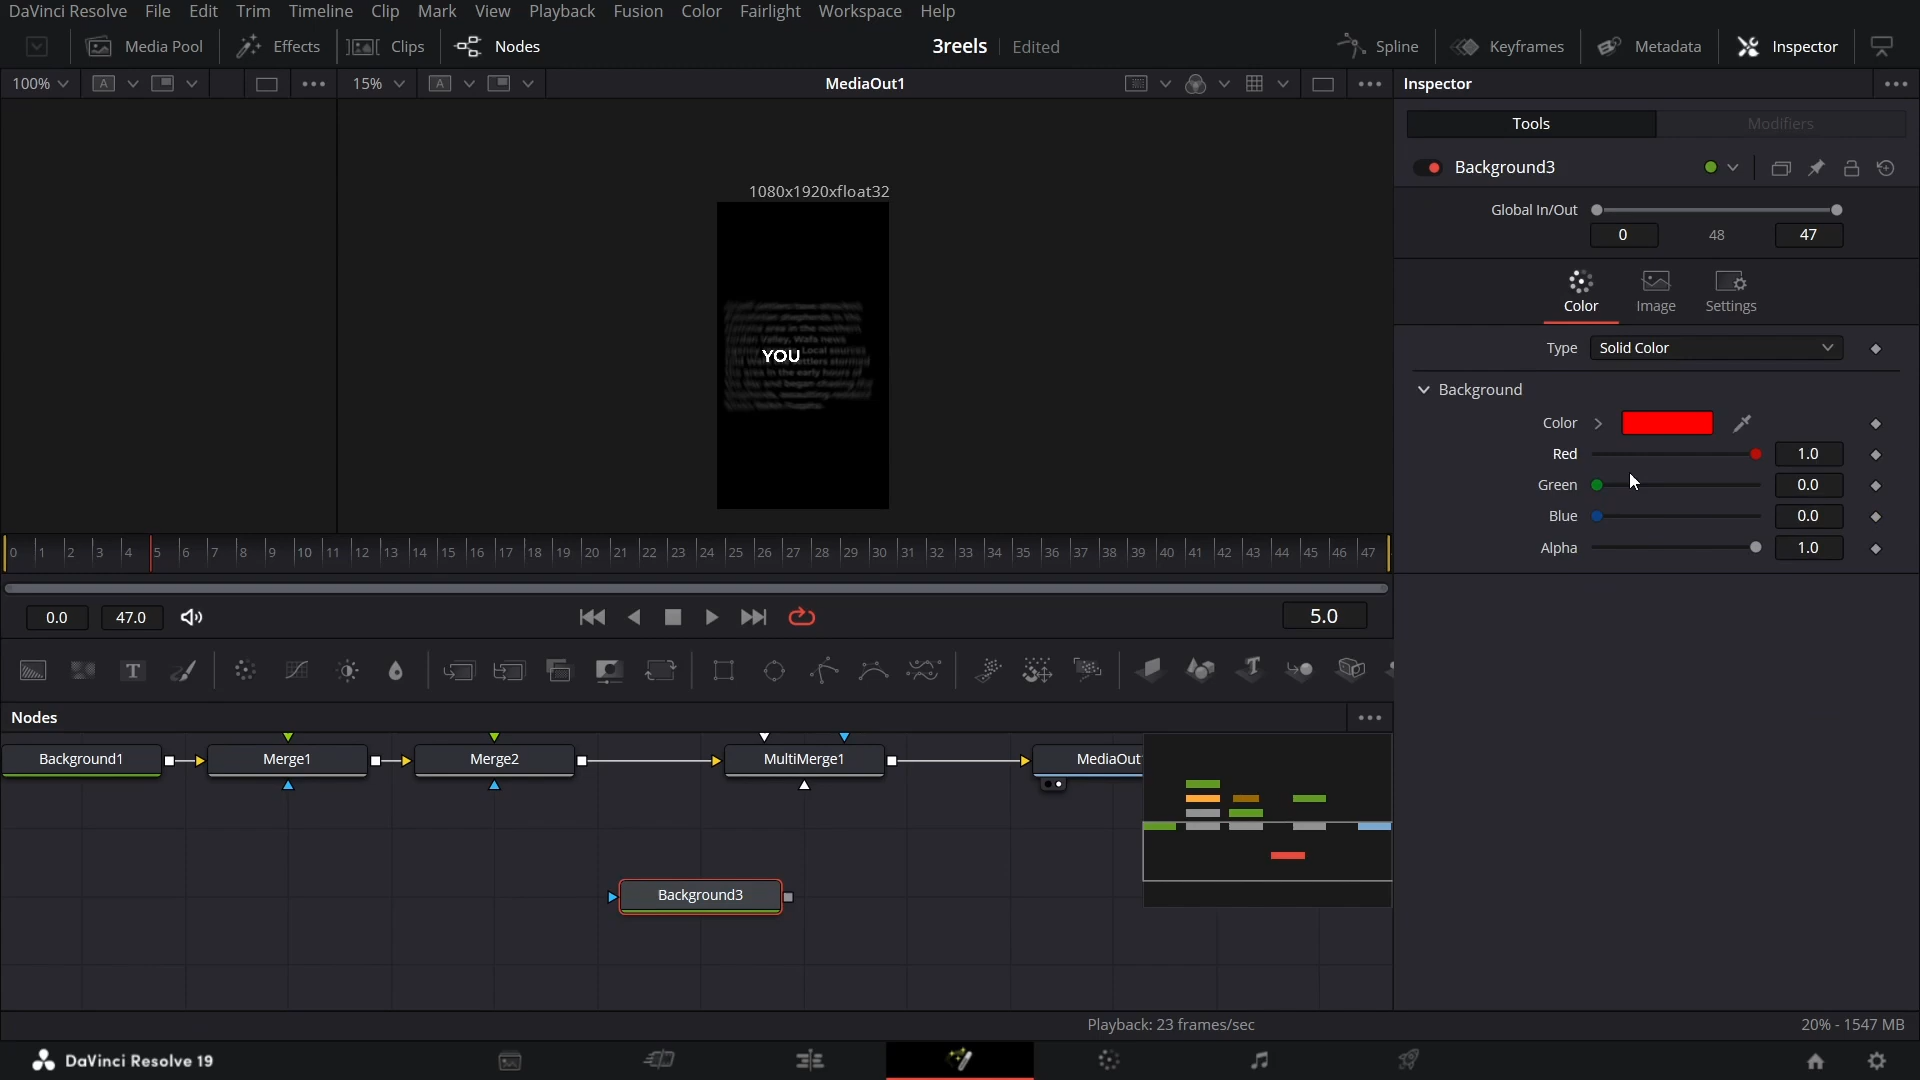 DaVinci Resolve File Edit Trim Timeline Clip Mark View Playback Fusion Color Fairlight Workspace Help
Media Pool Effects Clips Nodes 3reels Edited Spline Keyframes Metadata Inspector
100% A 15% A MediaOut1 Inspector
Tools Modifiers
Background3
1080x1920xfloat32
Global In/Out
0 48 47
Color Image Settings
Type Solid Color
YOU
Background
Color
Red 1.0
Green 0.0
Blue 0.0
Alpha 1.0
0 1 2 3 4 5 6 7 8 9 10 11 12 13 14 15 16 17 18 19 20 21 22 23 24 25 26 27 28 29 30 31 32 33 34 35 36 37 38 39 40 41 42 43 44 45 46 47
0.0 47.0 5.0
T T
Nodes
Background1 Merge1 Merge2 MultiMerge1 MediaOut
Background3
Playback: 23 frames/sec 20% - 1547 MB
DaVinci Resolve 19